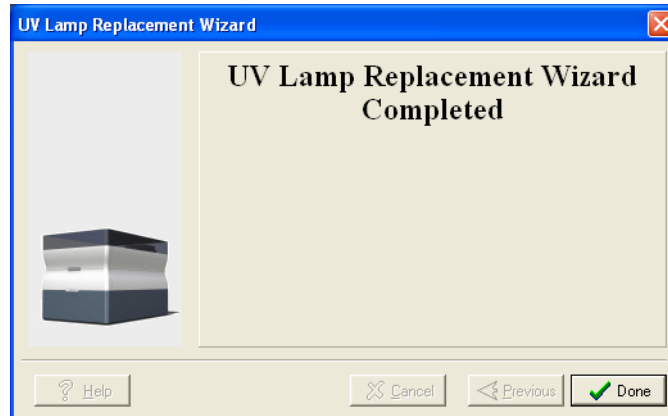 UV Lamp Replacement Wizard
UV Lamp Replacement Wizard
Completed
? Help
Cancel
Previous
Done